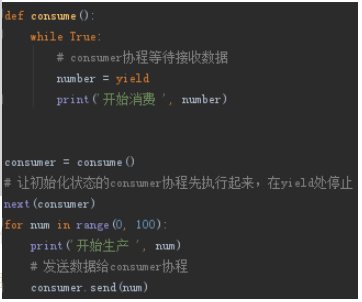 def consume():
while True:
# consumer协程等待接收数据
number = yield
print('开始消费 ', number)
consumer = consume()
# 让初始化状态的consumer协程先执行起来，在yield处停止
next(consumer)
for num in range(0, 100):
print('开始生产 ', num)
# 发送数据给consumer协程
consumer.send(num)